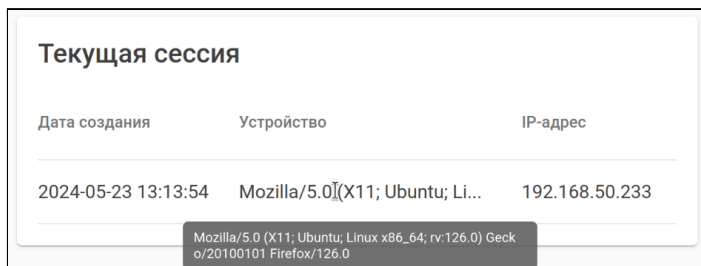 Текущая сессия
Дата создания Устройство IP-адрес
2024-05-23 13:13:54 Mozilla/5.0 (X11; Ubuntu; Li... 192.168.50.233
Mozilla/5.0 (X11; Ubuntu; Linux x86_64; rv:126.0) Geck
o/20100101 Firefox/126.0